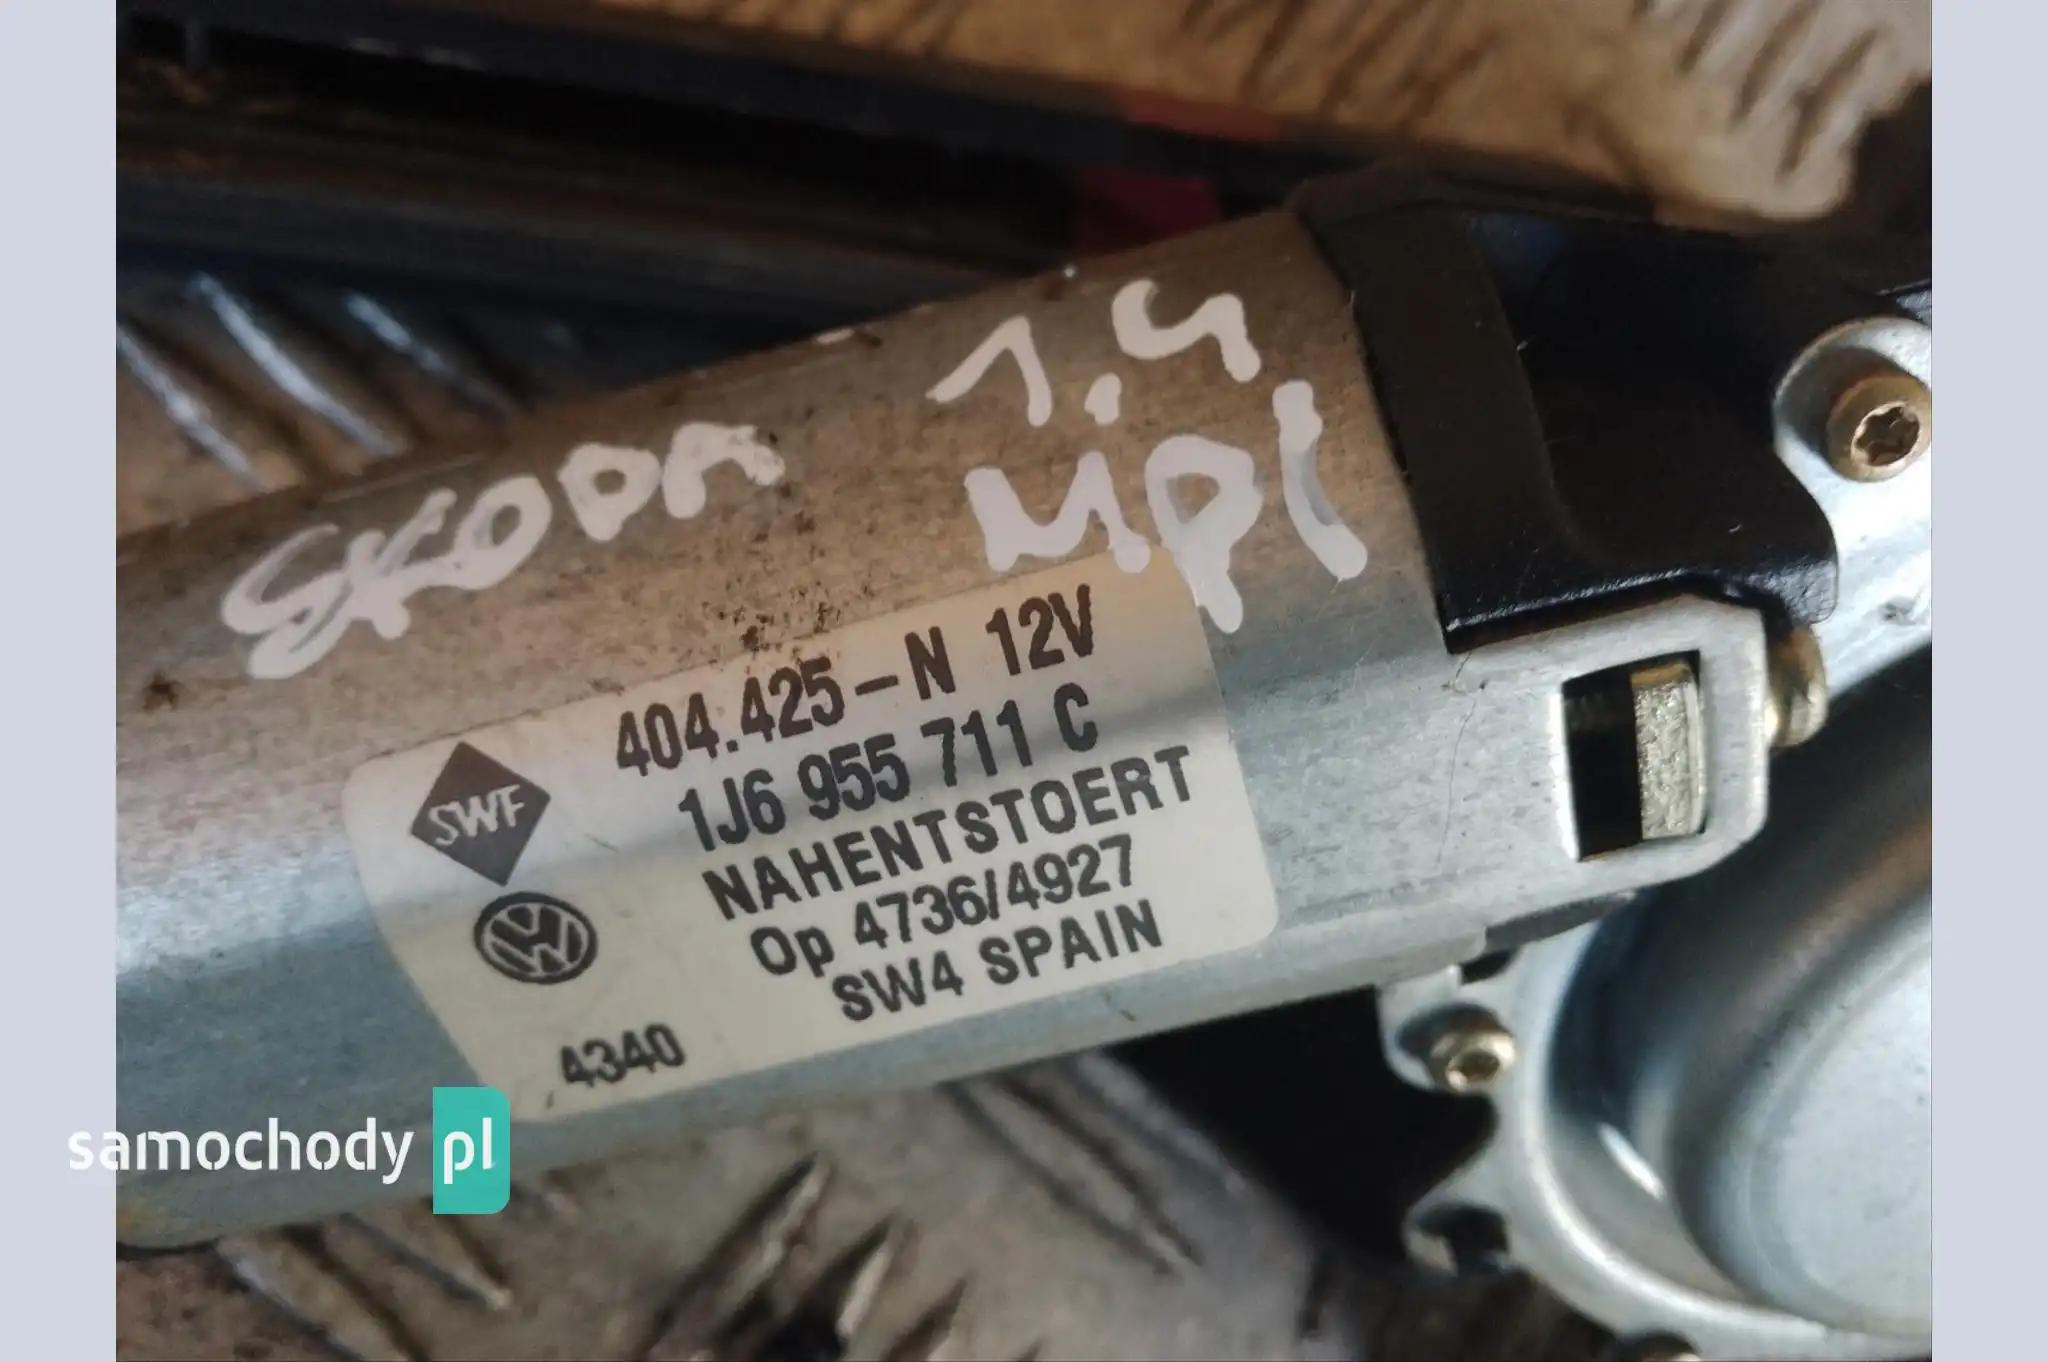 SKODA
1.4
MPI
404.425-N 12V
1J6 955 711 C
NAHENTSTOERT
Op 4736/4927
SW4 SPAIN
SWF
4340
samochody pl